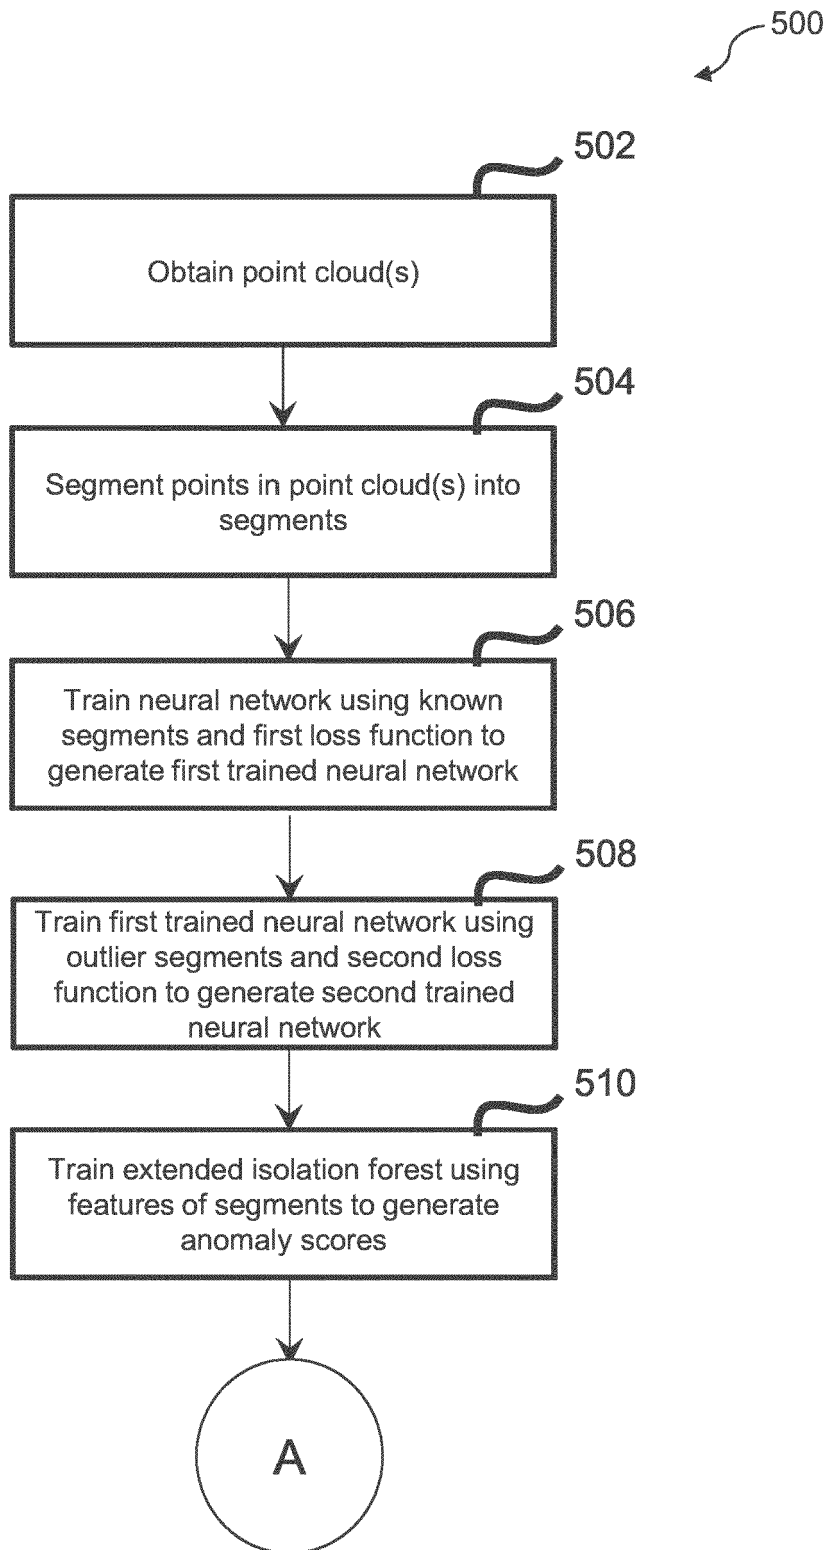 500
502
Obtain point cloud(s)
504
Segment points in point cloud(s) into
segments
506
Train neural network using known
segments and first loss function to
generate first trained neural network
508
Train first trained neural network using
outlier segments and second loss
function to generate second trained
neural network
510
Train extended isolation forest using
features of segments to generate
anomaly scores
A